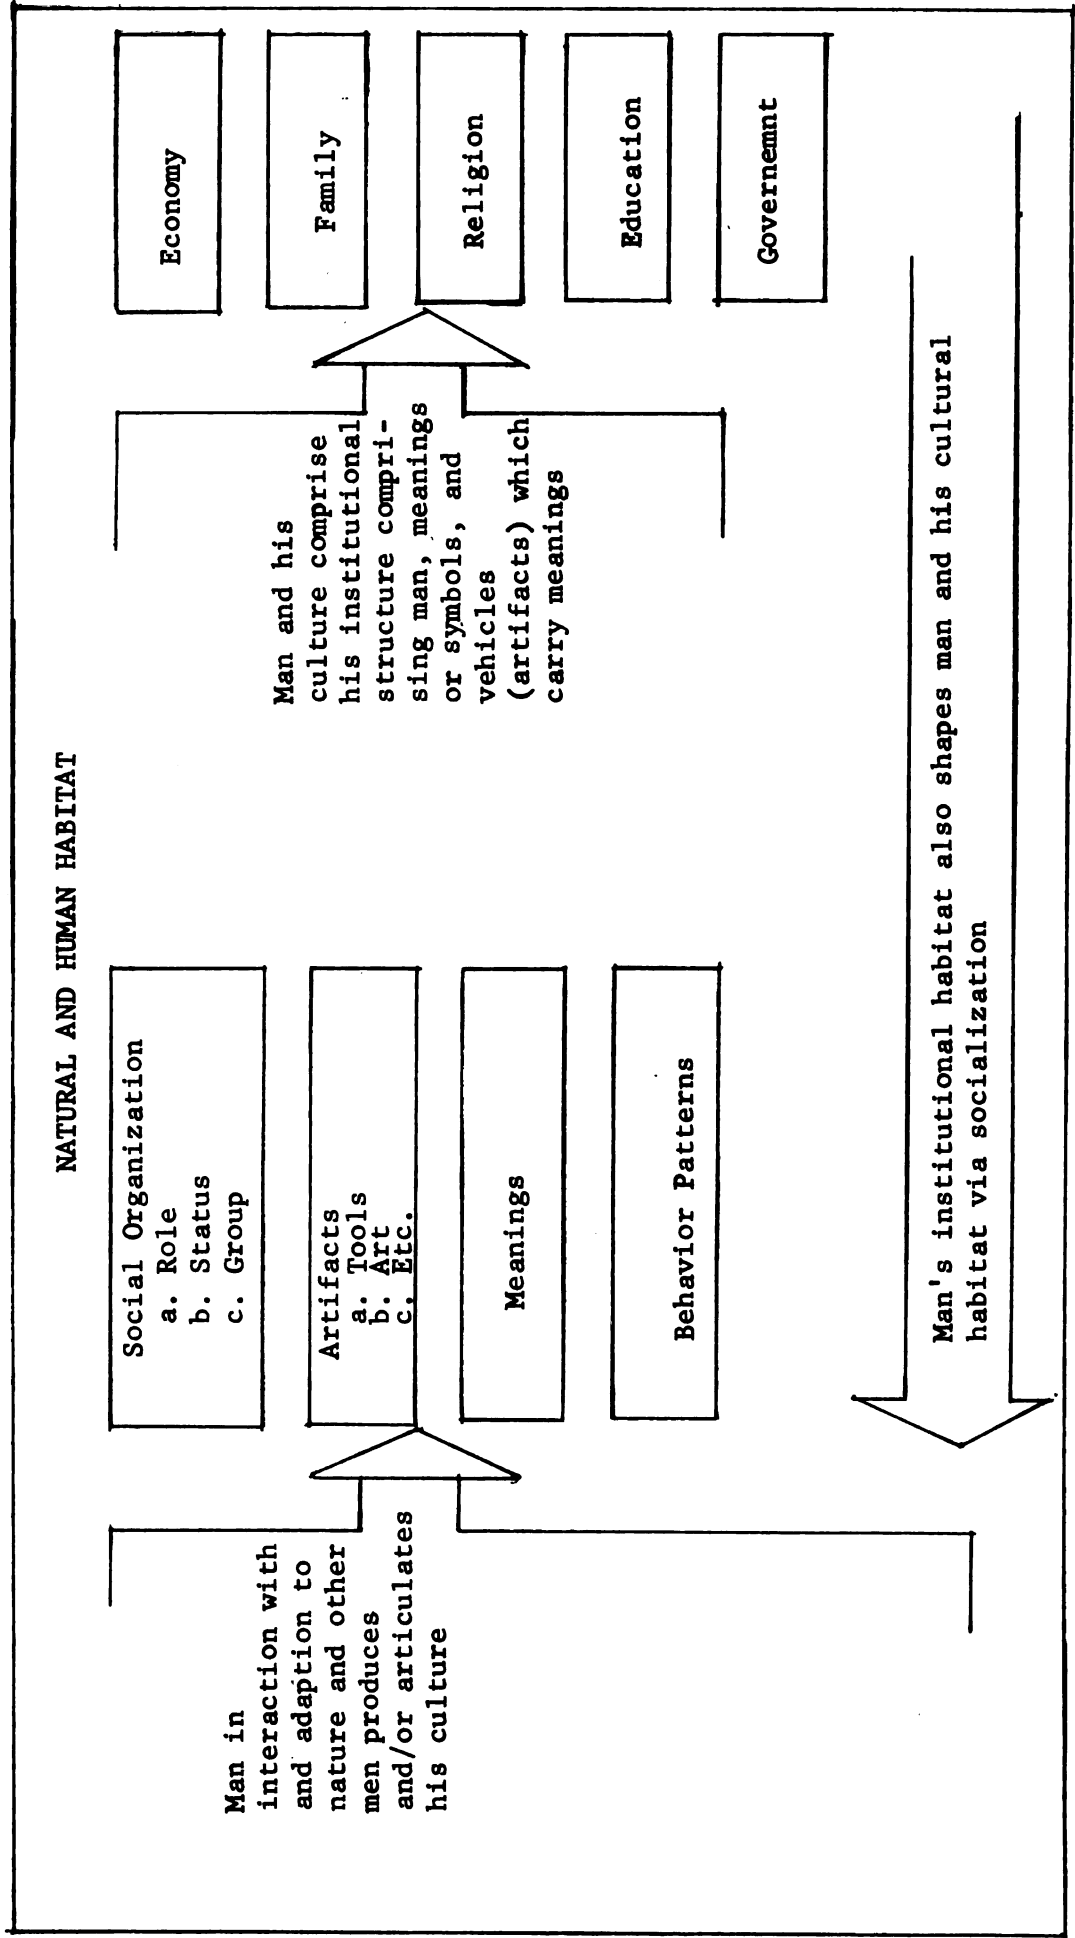 NATURAL AND HUMAN HABITAT
Man in
interaction with
and adaption to
nature and other
men produces
and/or articulates
his culture
Social Organization
a. Role
b. Status
c. Group
Artifacts
a. Tools
b. Art
c. Etc.
Meanings
Behavior Patterns
Man and his
culture comprise
his institutional
structure compri-
sing man, meanings
or symbols, and
vehicles
(artifacts) which
carry meanings
Economy
Family
Religion
Education
Governemnt
Man's institutional habitat also shapes man and his cultural
habitat via socialization